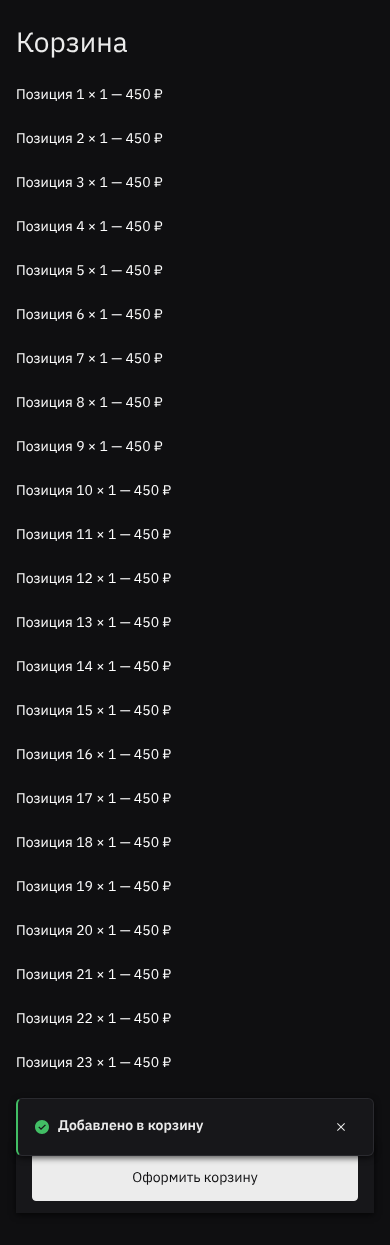 Корзина
Позиция 1 × 1 — 450 ₽
Позиция 2 × 1 — 450 ₽
Позиция 3 × 1 — 450 ₽
Позиция 4 × 1 — 450 ₽
Позиция 5 × 1 — 450 ₽
Позиция 6 × 1 — 450 ₽
Позиция 7 × 1 — 450 ₽
Позиция 8 × 1 — 450 ₽
Позиция 9 × 1 — 450 ₽
Позиция 10 × 1 — 450 ₽
Позиция 11 × 1 — 450 ₽
Позиция 12 × 1 — 450 ₽
Позиция 13 × 1 — 450 ₽
Позиция 14 × 1 — 450 ₽
Позиция 15 × 1 — 450 ₽
Позиция 16 × 1 — 450 ₽
Позиция 17 × 1 — 450 ₽
Позиция 18 × 1 — 450 ₽
Позиция 19 × 1 — 450 ₽
Позиция 20 × 1 — 450 ₽
Позиция 21 × 1 — 450 ₽
Позиция 22 × 1 — 450 ₽
Позиция 23 × 1 — 450 ₽
Добавлено в корзину
Оформить корзину